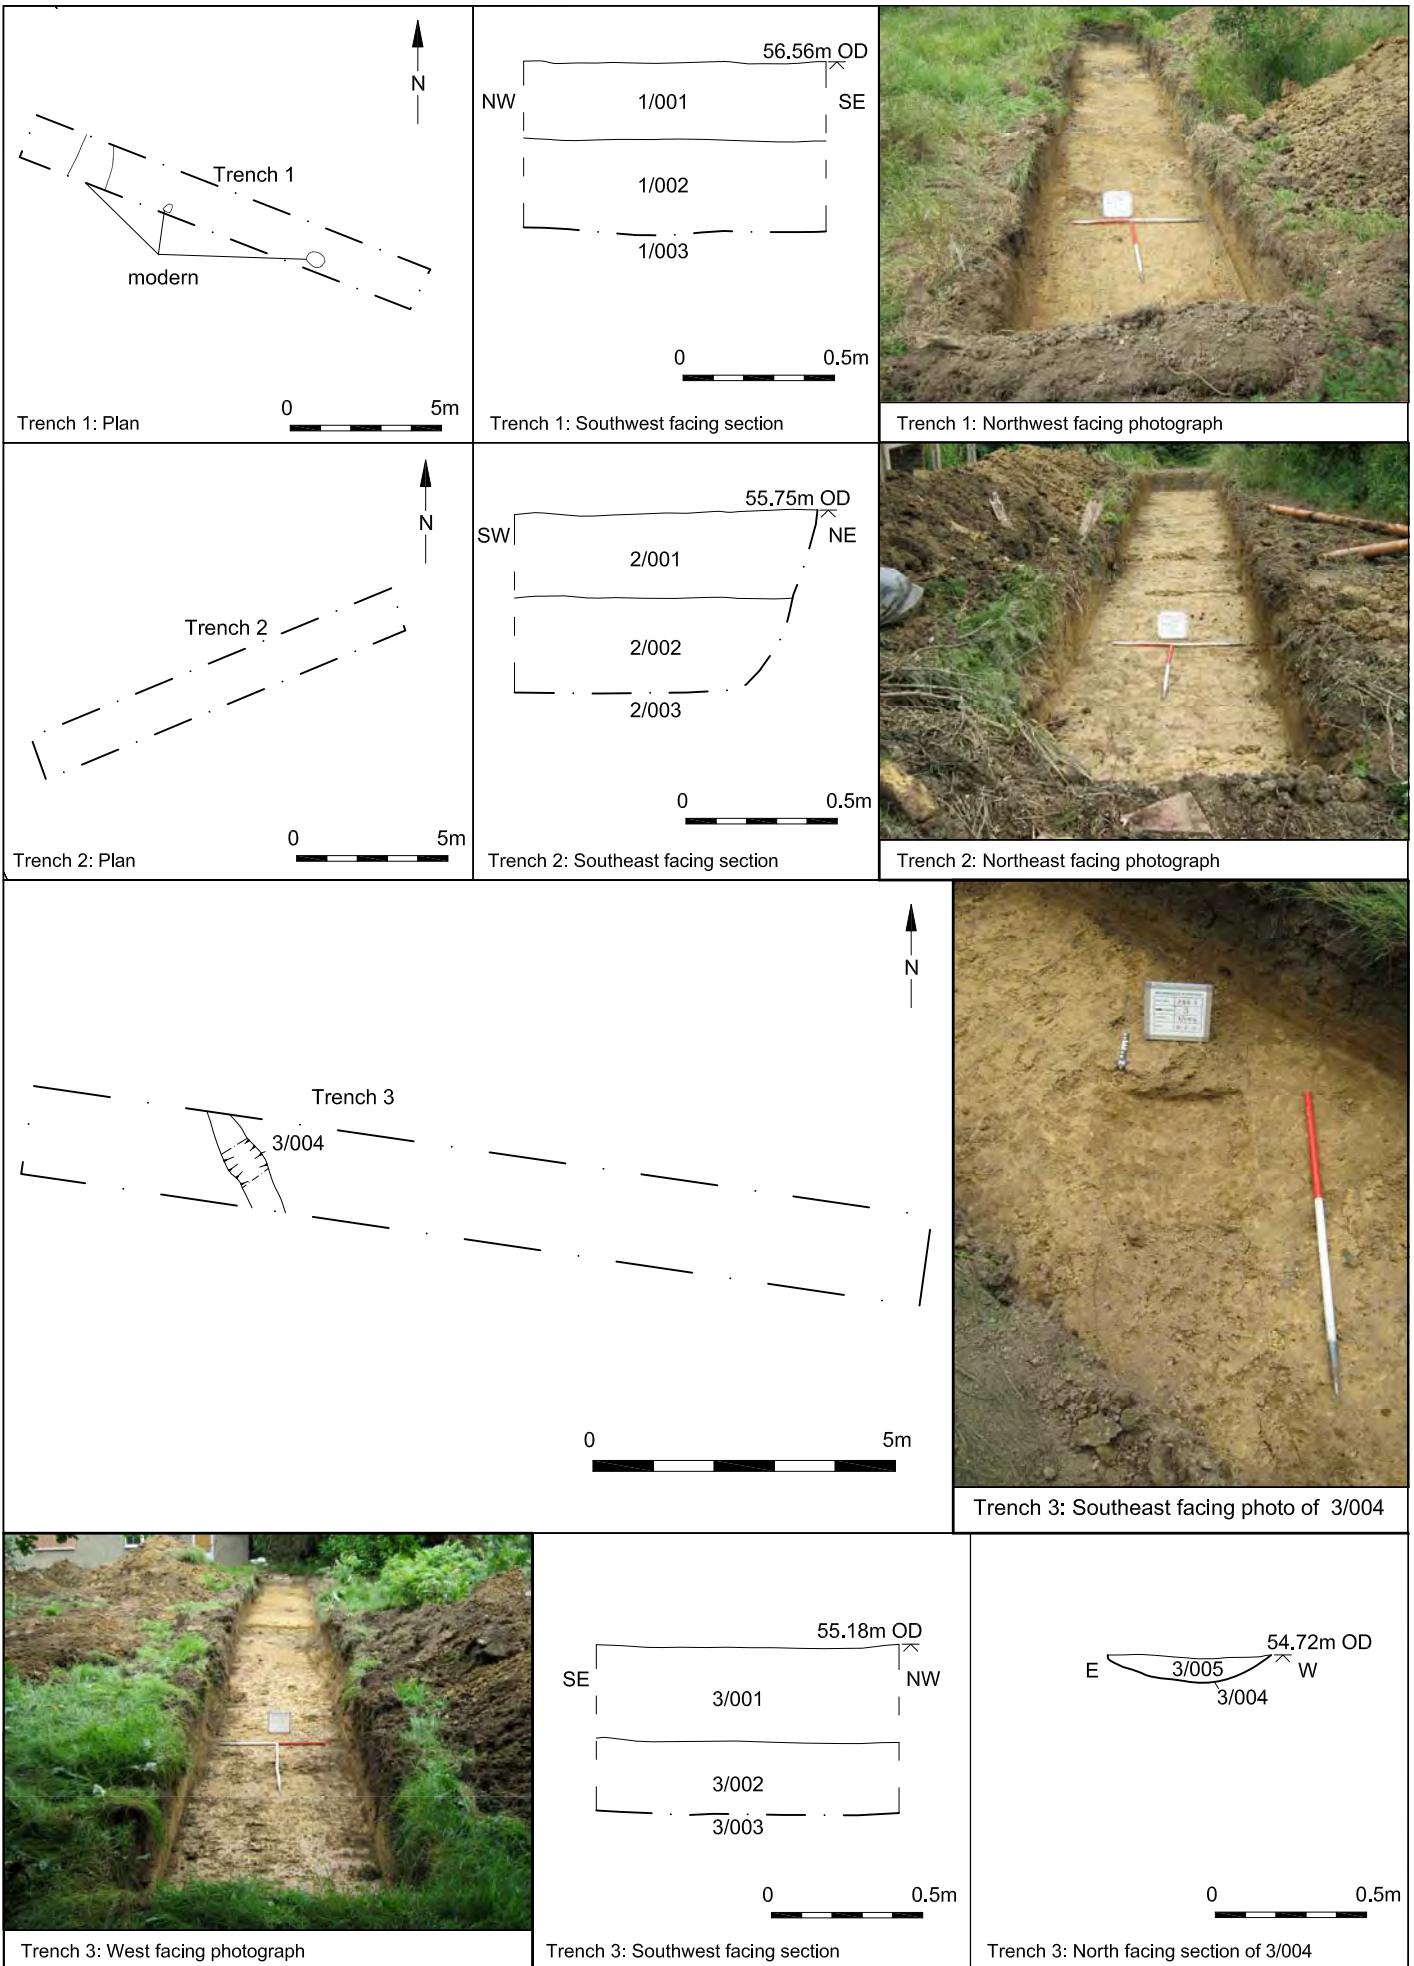 N
Trench 1
modern
0 5m
Trench 1: Plan
56.56m OD
NW SE
1/001
1/002
1/003
0 0.5m
Trench 1: Southwest facing section
Trench 1: Northwest facing photograph
N
Trench 2
0 5m
Trench 2: Plan
55.75m OD
SW NE
2/001
2/002
2/003
0 0.5m
Trench 2: Southeast facing section
Trench 2: Northeast facing photograph
N
Trench 3
3/004
0 5m
Trench 3: Southeast facing photo of 3/004
Trench 3: West facing photograph
55.18m OD
SE NW
3/001
3/002
3/003
0 0.5m
Trench 3: Southwest facing section
54.72m OD
E 3/005 W
3/004
0 0.5m
Trench 3: North facing section of 3/004